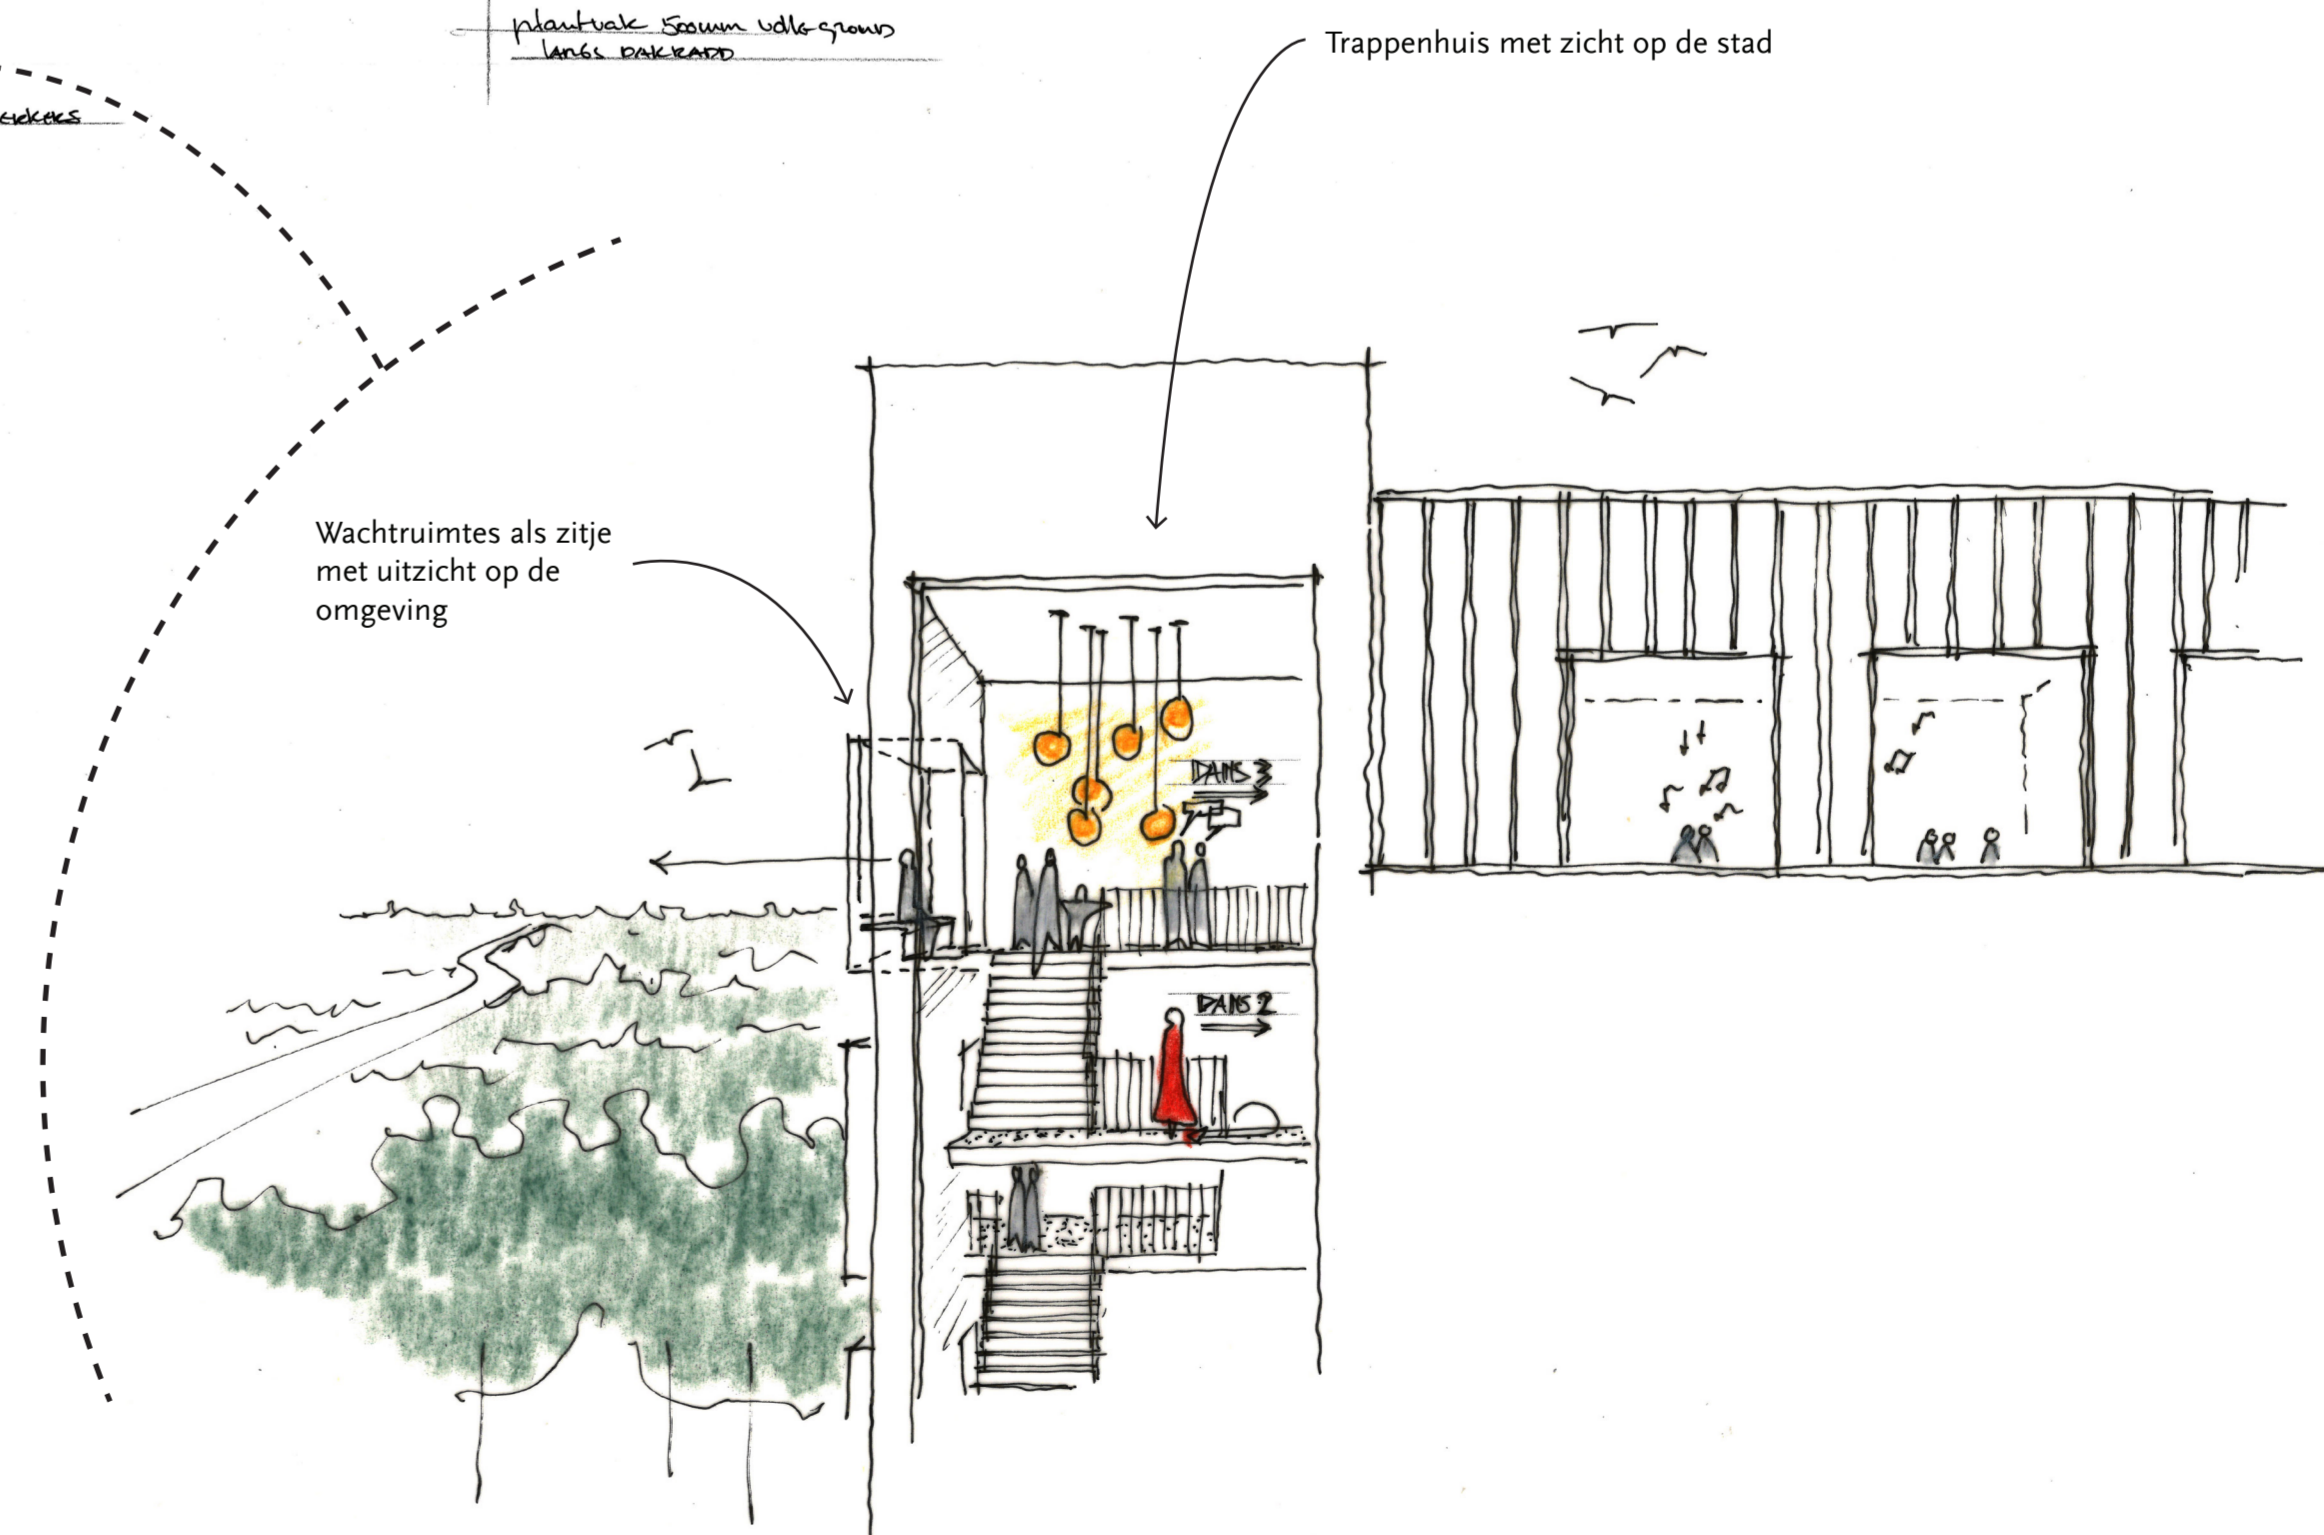 plantvak 500mm volle grond
LANGS DAKRAND
Trappenhuis met zicht op de stad
Wachtruimtes als zitje
met uitzicht op de
omgeving
DANS 3
DANS 2